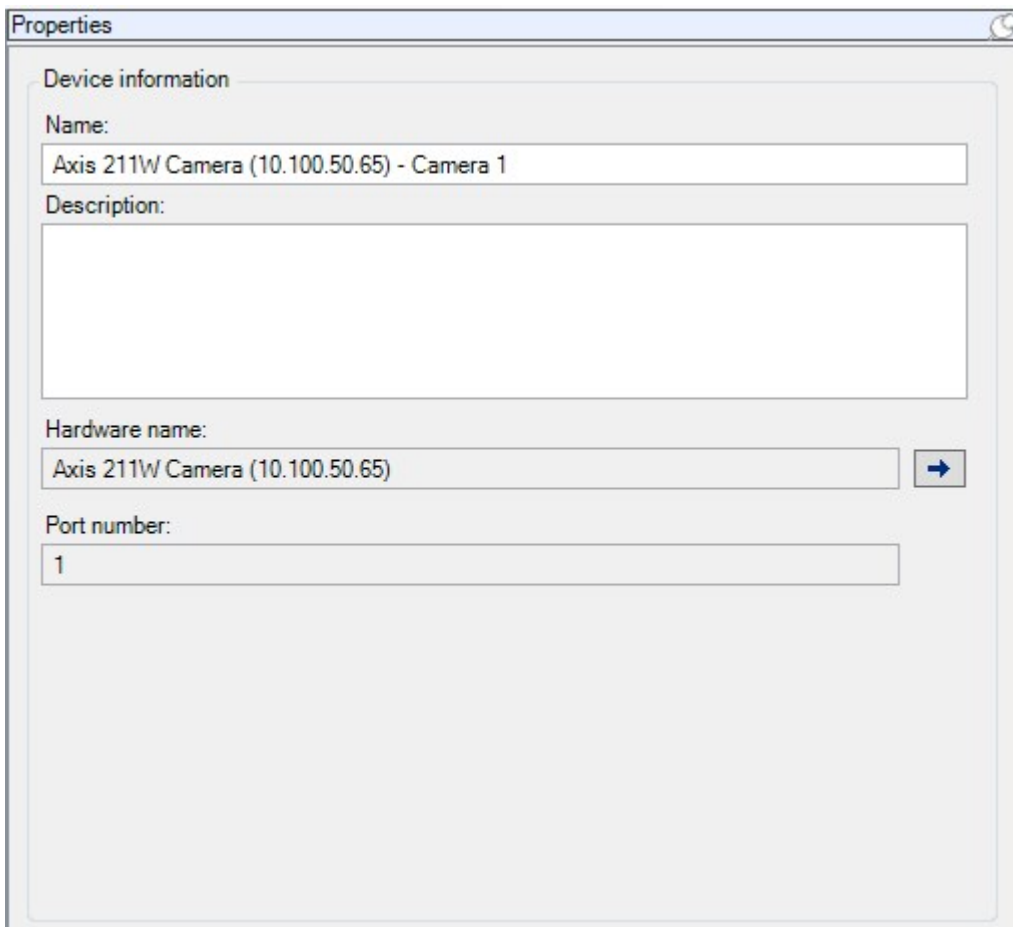 Properties
Device information
Name:
Axis 211W Camera (10.100.50.65) - Camera 1
Description:
Hardware name:
Axis 211W Camera (10.100.50.65)
Port number:
1